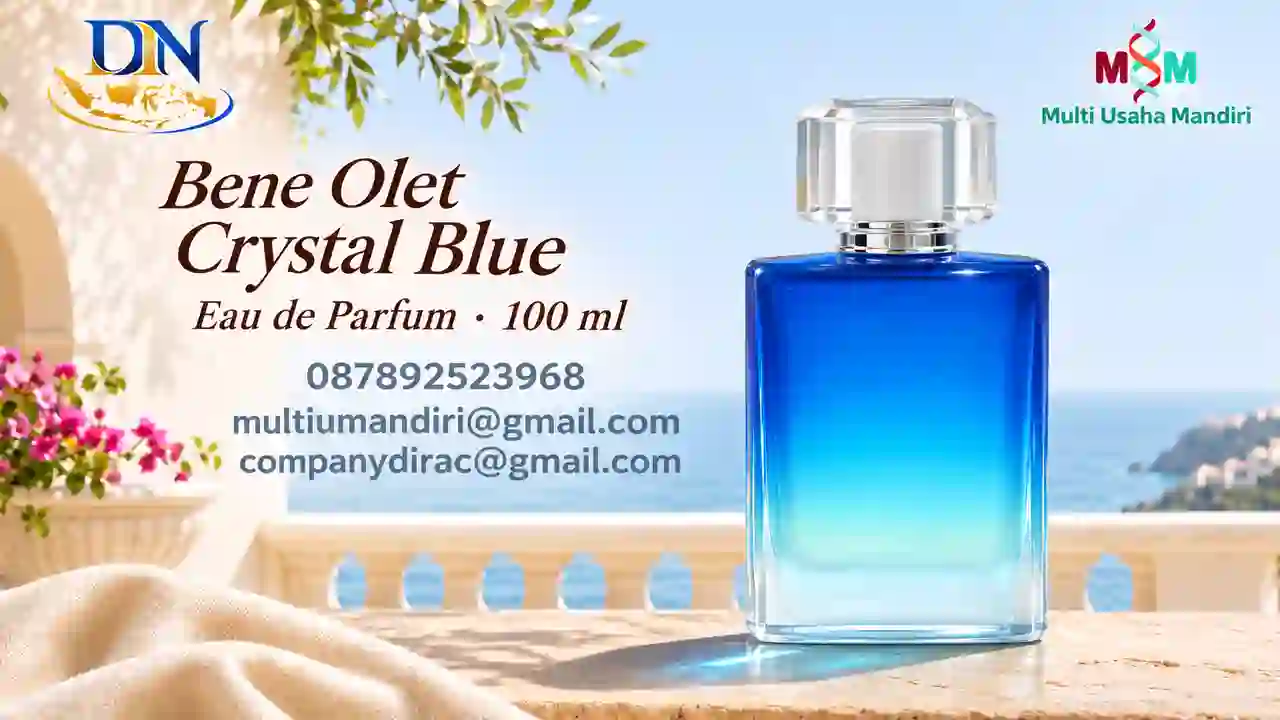 DIN
MSM
Multi Usaha Mandiri
Bene Olet
Crystal Blue
Eau de Parfum · 100 ml
087892523968
multiumandiri@gmail.com
companydirac@gmail.com